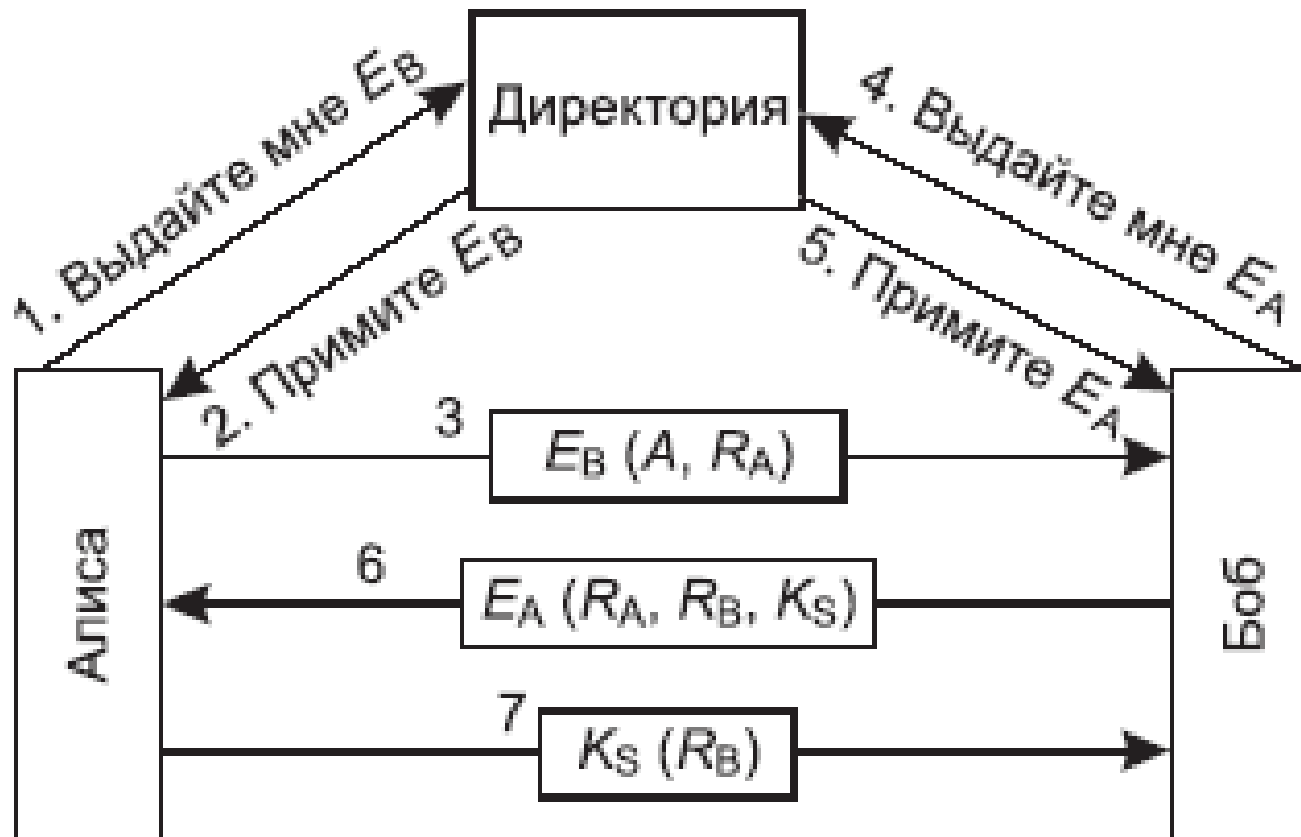 Директория
1. Выдайте мне EB
2. Примите EB
4. Выдайте мне EA
5. Примите EA
3
EB (A, RA)
6
EA (RA, RB, KS)
7
KS (RB)
Алиса
Боб